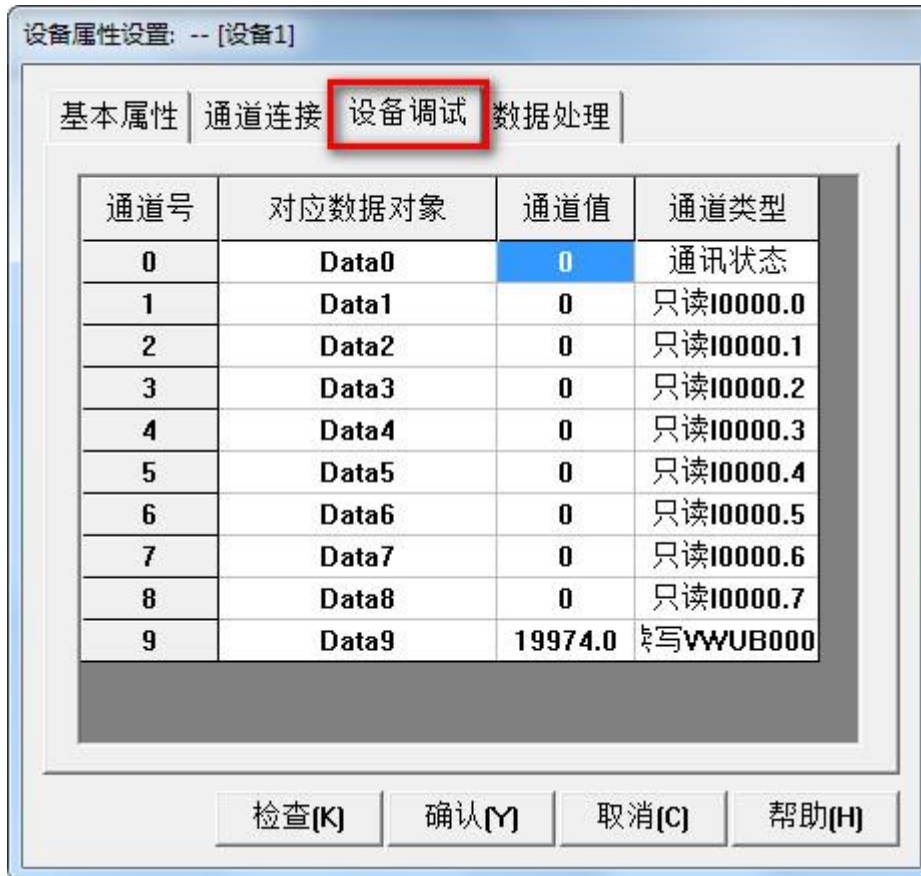 设备属性设置: -- [设备1]
基本属性 通道连接 设备调试 数据处理
通道号 对应数据对象 通道值 通道类型
0 Data0 0 通讯状态
1 Data1 0 只读I0000.0
2 Data2 0 只读I0000.1
3 Data3 0 只读I0000.2
4 Data4 0 只读I0000.3
5 Data5 0 只读I0000.4
6 Data6 0 只读I0000.5
7 Data7 0 只读I0000.6
8 Data8 0 只读I0000.7
9 Data9 19974.0 写VWUB000
检查(K) 确认(Y) 取消(C) 帮助(H)